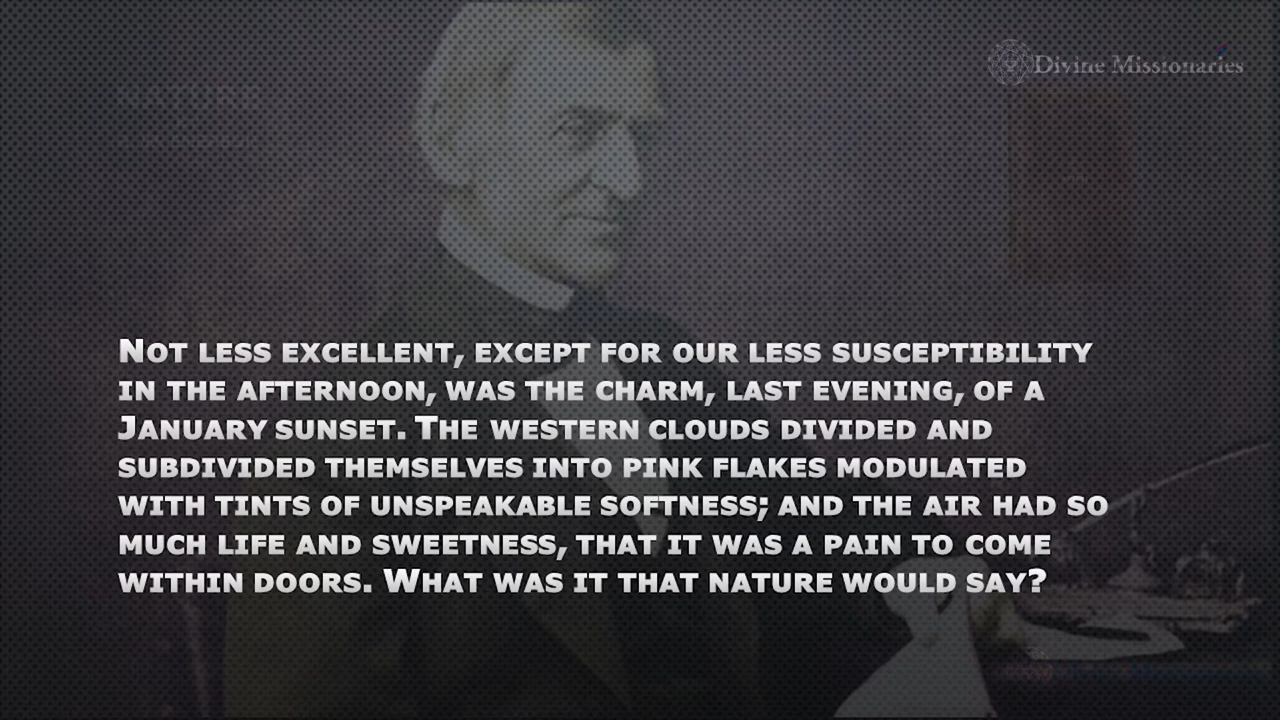 Divine Missionaries
NATURE
Not less excellent, except for our less susceptibility
in the afternoon, was the charm, last evening, of a
January sunset. The western clouds divided and
subdivided themselves into pink flakes modulated
with tints of unspeakable softness; and the air had so
much life and sweetness, that it was a pain to come
within doors. What was it that nature would say?